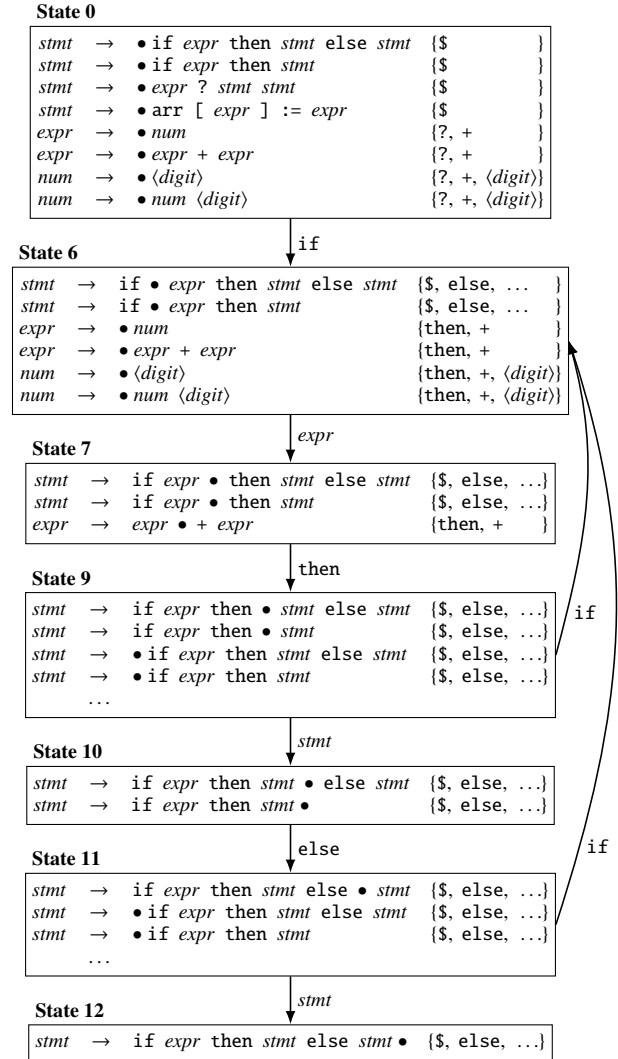 State 0
stmt → • if expr then stmt else stmt {$ }
stmt → • if expr then stmt {$ }
stmt → • expr ? stmt stmt {$ }
stmt → • arr [ expr ] := expr {$ }
expr → • num {?, + }
expr → • expr + expr {?, + }
num → • ⟨digit⟩ {?, +, ⟨digit⟩}
num → • num ⟨digit⟩ {?, +, ⟨digit⟩}
if
State 6
stmt → if • expr then stmt else stmt {$, else, ... }
stmt → if • expr then stmt {$, else, ... }
expr → • num {then, + }
expr → • expr + expr {then, + }
num → • ⟨digit⟩ {then, +, ⟨digit⟩}
num → • num ⟨digit⟩ {then, +, ⟨digit⟩}
expr
State 7
stmt → if expr • then stmt else stmt {$, else, ...}
stmt → if expr • then stmt {$, else, ...}
expr → expr • + expr {then, + }
then
State 9
stmt → if expr then • stmt else stmt {$, else, ...}
stmt → if expr then • stmt {$, else, ...}
stmt → • if expr then stmt else stmt {$, else, ...}
stmt → • if expr then stmt {$, else, ...}
...
if
stmt
State 10
stmt → if expr then stmt • else stmt {$, else, ...}
stmt → if expr then stmt • {$, else, ...}
else
if
State 11
stmt → if expr then stmt else • stmt {$, else, ...}
stmt → • if expr then stmt else stmt {$, else, ...}
stmt → • if expr then stmt {$, else, ...}
...
stmt
State 12
stmt → if expr then stmt else stmt • {$, else, ...}